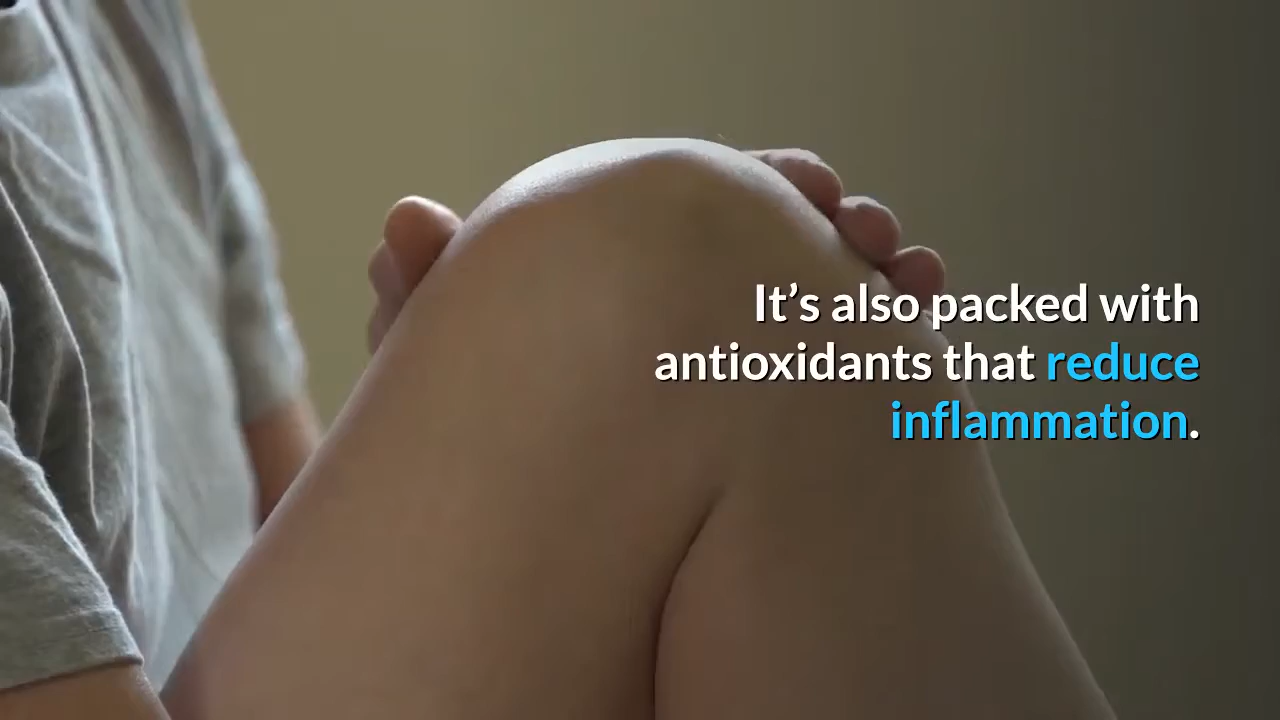 It’s also packed with
antioxidants that reduce
inflammation.